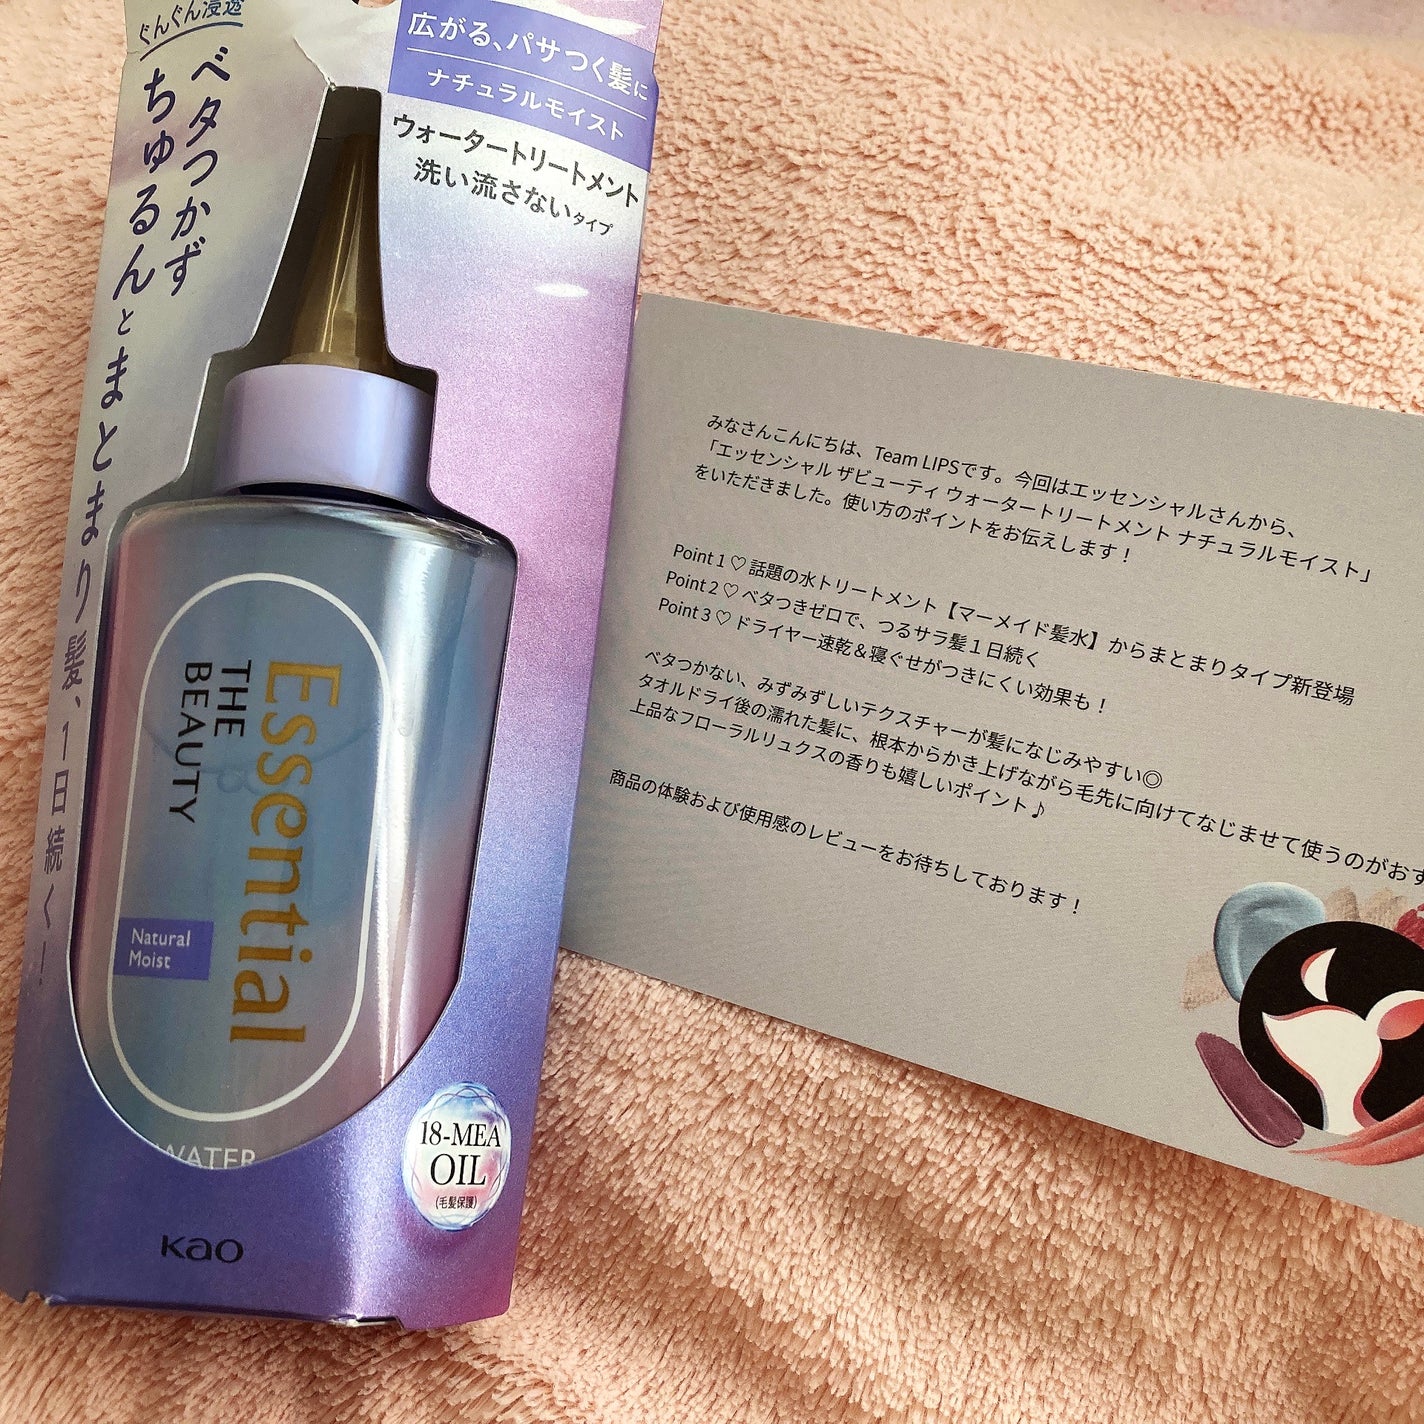 ぐんぐん浸透
ベタつかず
ちゅるんとまとまり髪、1日続く―
広がる、パサつく髪に
ナチュラルモイスト
ウォータートリートメント
洗い流さないタイプ
Essential
THE
BEAUTY
Natural
Moist
WATER
18-MEA
OIL
(毛髪保護)
Kao
みなさんこんにちは、Team LIPSです。今回はエッセンシャルさんから、
「エッセンシャル ザビューティ ウォータートリートメント ナチュラルモイスト」
をいただきました。使い方のポイントをお伝えします！
Point 1 ♡ 話題の水トリートメント【マーメイド髪水】からまとまりタイプ新登場
Point 2 ♡ ベタつきゼロで、つるサラ髪１日続く
Point 3 ♡ ドライヤー速乾＆寝ぐせがつきにくい効果も！
ベタつかない、みずみずしいテクスチャーが髪になじみやすい◎
タオルドライ後の濡れた髪に、根本からかき上げながら毛先に向けてなじませて使うのがおす
上品なフローラルリュクスの香りも嬉しいポイント♪
商品の体験および使用感のレビューをお待ちしております！